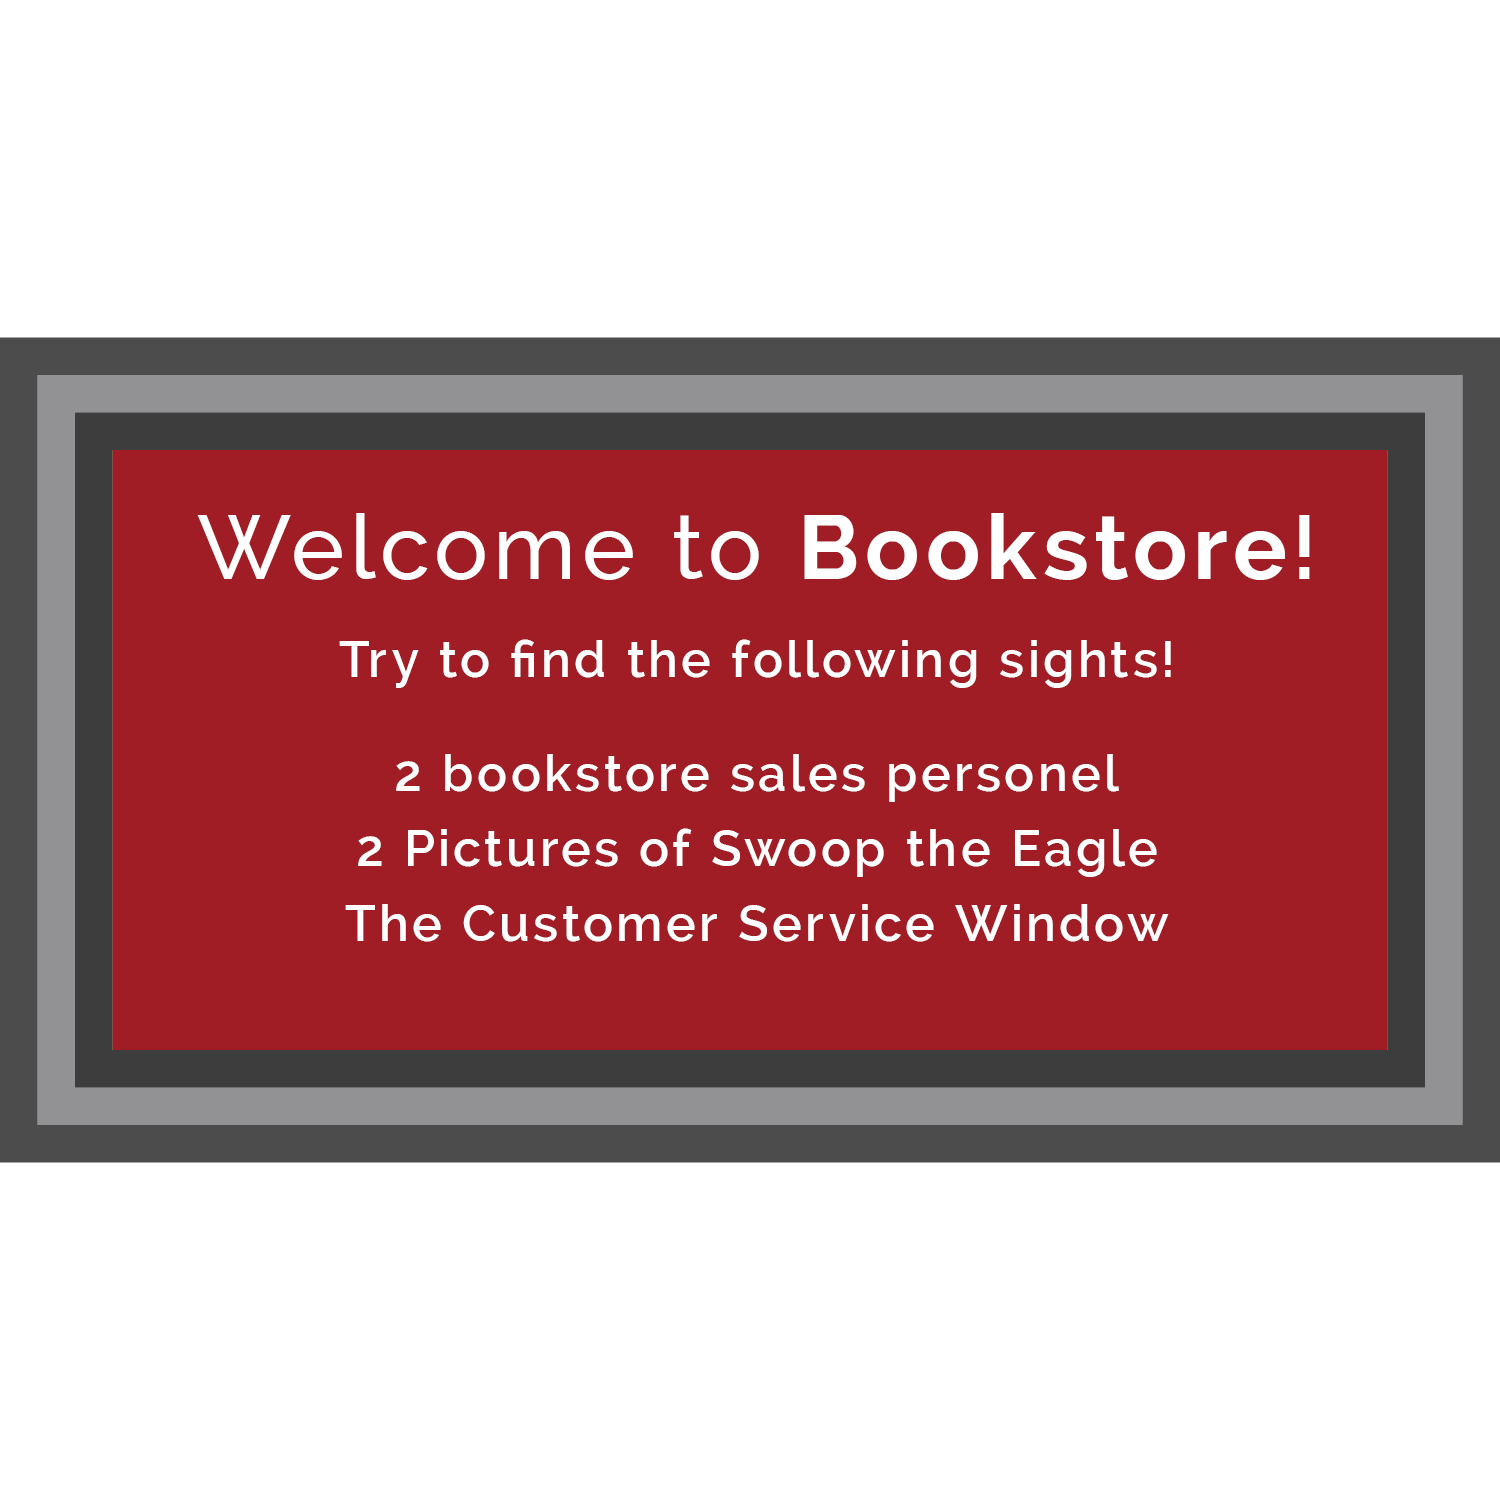 Welcome to Bookstore!
Try to find the following sights!
2 bookstore sales personel
2 Pictures of Swoop the Eagle
The Customer Service Window